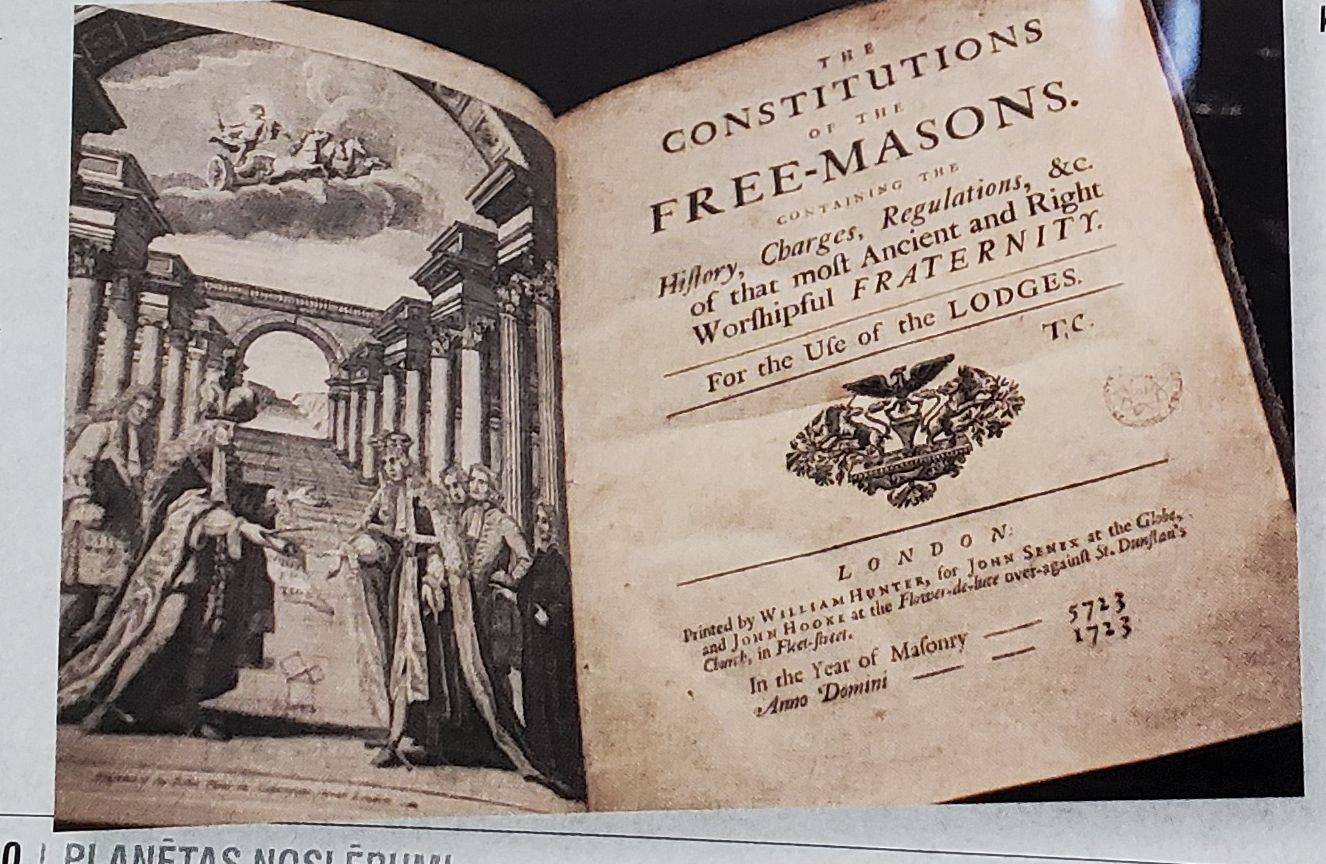 THE
CONSTITUTIONS
OF THE
FREE-MASONS.
CONTAINING THE
Hiſtory, Charges, Regulations, &c.
of that moſt Ancient and Right
Worſhipful FRATERNITY.
For the Uſe of the LODGES.
T.C.
LONDON:
Printed by WILLIAM HUNTER, for JOHN SENEX at the Globe,
and JOHN HOOKE at the Flower-de-luce over-againſt St. Dunſtan's
Church, in Fleet-ſtreet.
In the Year of Maſonry —— 5723
Anno Domini —— —— 1723
0 | PLANĒTAS NOSLĒPUMI